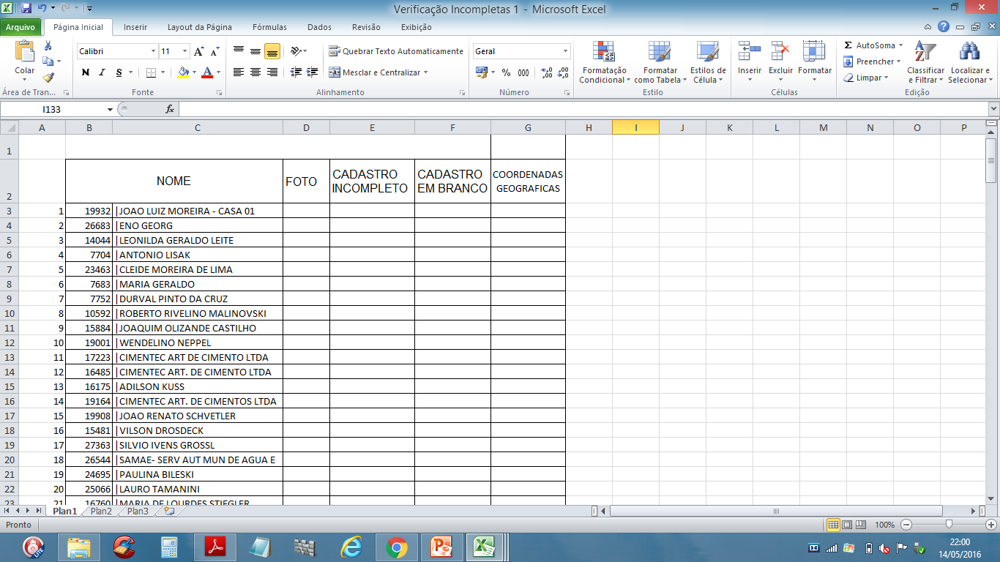 Verificação Incompletas 1 - Microsoft Excel
Arquivo Página Inicial Inserir Layout da Página Fórmulas Dados Revisão Exibição
Colar
Calibri 11
N I S
Quebrar Texto Automaticamente
Mesclar e Centralizar
Geral
% 000
Formatação Condicional
Formatar como Tabela
Estilos de Célula
Inserir Excluir Formatar
Σ AutoSoma
Preencher
Limpar
Classificar e Filtrar
Localizar e Selecionar
Área de Tran... Fonte Alinhamento Número Estilo Células Edição
I133 fx
A B C D E F G H I J K L M N O P
1
2 NOME FOTO CADASTRO INCOMPLETO CADASTRO EM BRANCO COORDENADAS GEOGRAFICAS
3 1 19932 |JOAO LUIZ MOREIRA - CASA 01
4 2 26683 |ENO GEORG
5 3 14044 |LEONILDA GERALDO LEITE
6 4 7704 |ANTONIO LISAK
7 5 23463 |CLEIDE MOREIRA DE LIMA
8 6 7683 |MARIA GERALDO
9 7 7752 |DURVAL PINTO DA CRUZ
10 8 10592 |ROBERTO RIVELINO MALINOVSKI
11 9 15884 |JOAQUIM OLIZANDE CASTILHO
12 10 19001 |WENDELINO NEPPEL
13 11 17223 |CIMENTEC ART DE CIMENTO LTDA
14 12 16485 |CIMENTEC ART. DE CIMENTO LTDA
15 13 16175 |ADILSON KUSS
16 14 19164 |CIMENTEC ART. DE CIMENTOS LTDA
17 15 19908 |JOAO RENATO SCHVETLER
18 16 15481 |VILSON DROSDECK
19 17 27363 |SILVIO IVENS GROSSL
20 18 26544 |SAMAE- SERV AUT MUN DE AGUA E
21 19 24695 |PAULINA BILESKI
22 20 25066 |LAURO TAMANINI
23 21 16760 |MARIA DE LOURDES STIEGLER
Plan1 Plan2 Plan3
Pronto 100%
22:00
14/05/2016